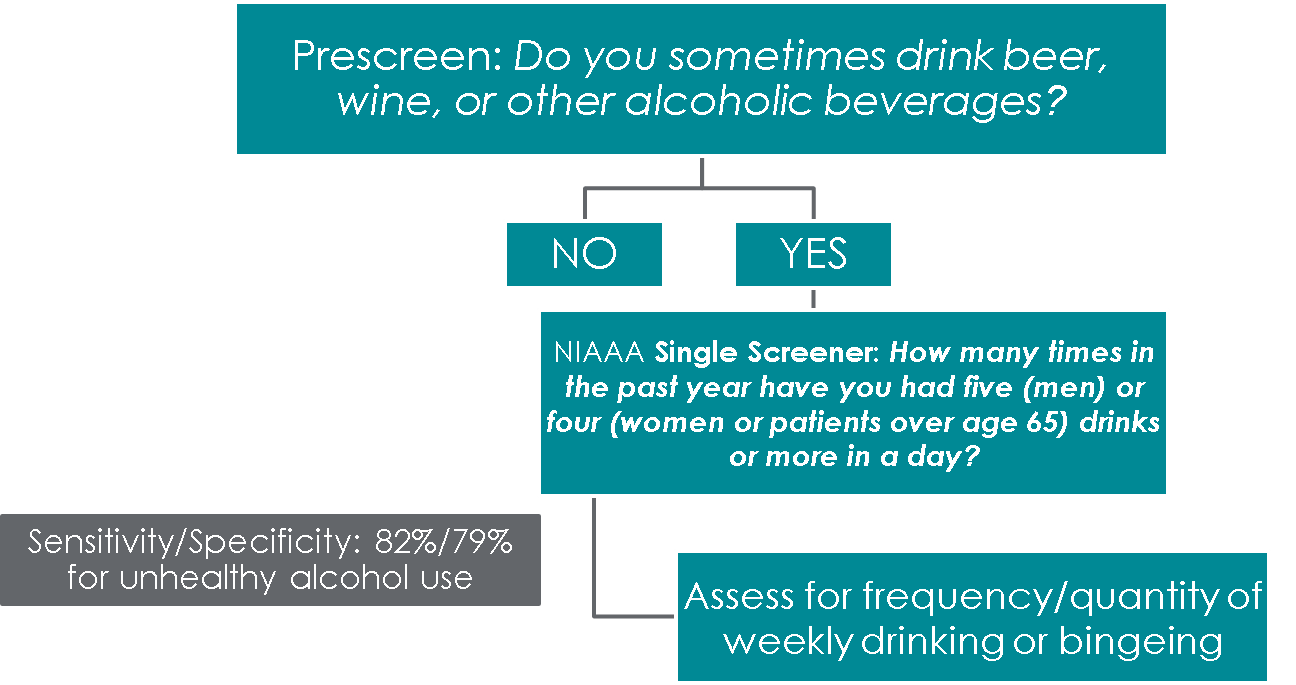 Prescreen: Do you sometimes drink beer,
wine, or other alcoholic beverages?
NO
YES
NIAAA Single Screener: How many times in
the past year have you had five (men) or
four (women or patients over age 65) drinks
or more in a day?
Sensitivity/Specificity: 82%/79%
for unhealthy alcohol use
Assess for frequency/quantity of
weekly drinking or bingeing